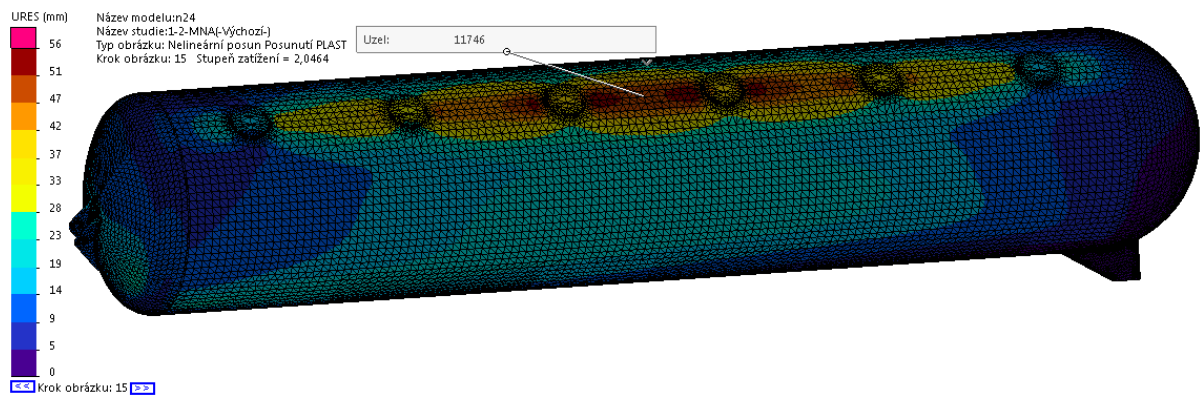 URES (mm)
Název modelu:n24
Název studie:1-2-MNA(-Výchozí-)
Typ obrázku: Nelineární posun Posunutí PLAST
Krok obrázku: 15 Stupeň zatížení = 2,0464
Uzel: 11746
56
51
47
42
37
33
28
23
19
14
9
5
0
<< Krok obrázku: 15 >>